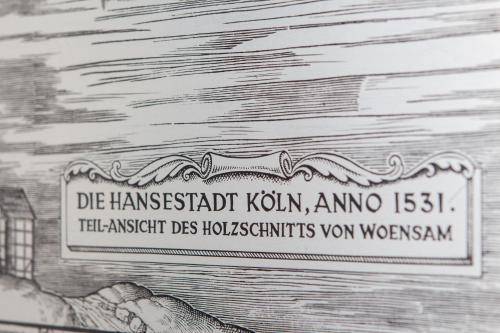 DIE HANSESTADT KÖLN, ANNO 1531.
TEIL-ANSICHT DES HOLZSCHNITTS VON WOENSAM